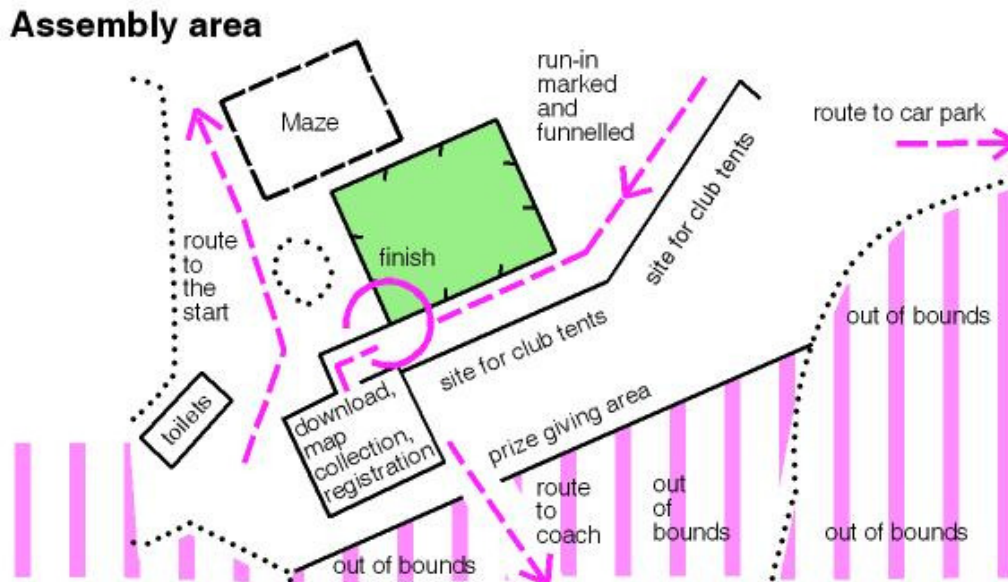 Assembly area
run-in
marked
and
funnelled
Maze
route to car park
site for club tents
route
to
the
start
finish
out of bounds
site for club tents
toilets
download,
map
collection,
registration
prize giving area
route
to
coach
out
of
bounds
out of bounds
out of bounds